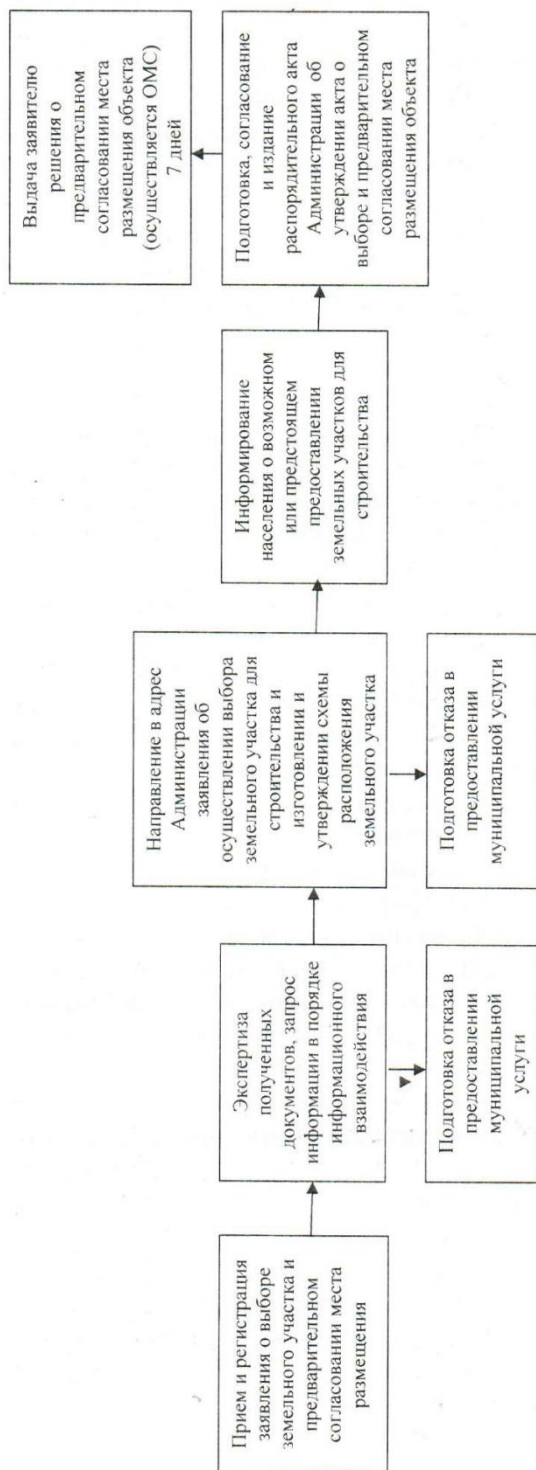 Прием и регистрация
заявления о выборе
земельного участка и
предварительном
согласовании места
размещения
Экспертиза
полученных
документов, запрос
информации в порядке
информационного
взаимодействия
Подготовка отказа в
предоставлении
муниципальной
услуги
Направление в адрес
Администрации
заявления об
осуществлении выбора
земельного участка для
строительства и
изготовлении и
утверждении схемы
расположения
земельного участка
Подготовка отказа в
предоставлении
муниципальной услуги
Информирование
населения о возможном
или предстоящем
предоставлении
земельных участков для
строительства
Подготовка, согласование
и издание
распорядительного акта
Администрации об
утверждении акта о
выборе и предварительном
согласовании места
размещения объекта
Выдача заявителю
решения о
предварительном
согласовании места
размещения объекта
(осуществляется ОМС)
7 дней